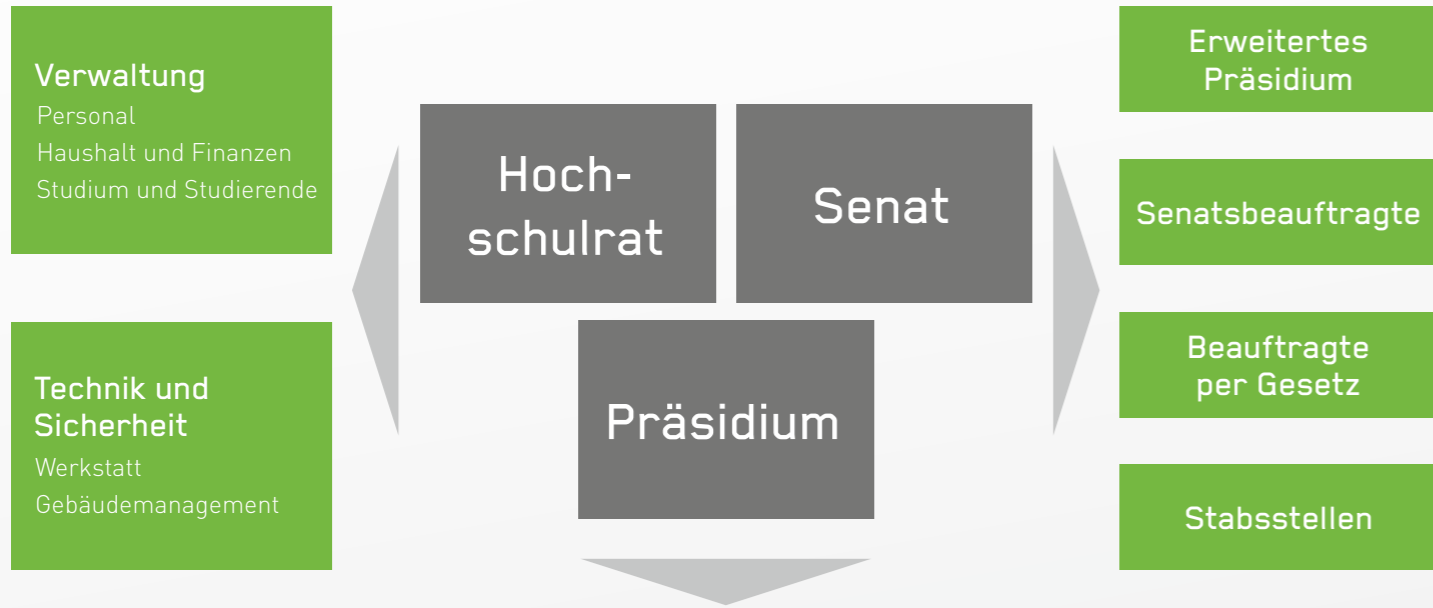 Verwaltung
Personal
Haushalt und Finanzen
Studium und Studierende
Technik und
Sicherheit
Werkstatt
Gebäudemanagement
Hoch-
schulrat
Senat
Präsidium
Erweitertes
Präsidium
Senatsbeauftragte
Beauftragte
per Gesetz
Stabsstellen